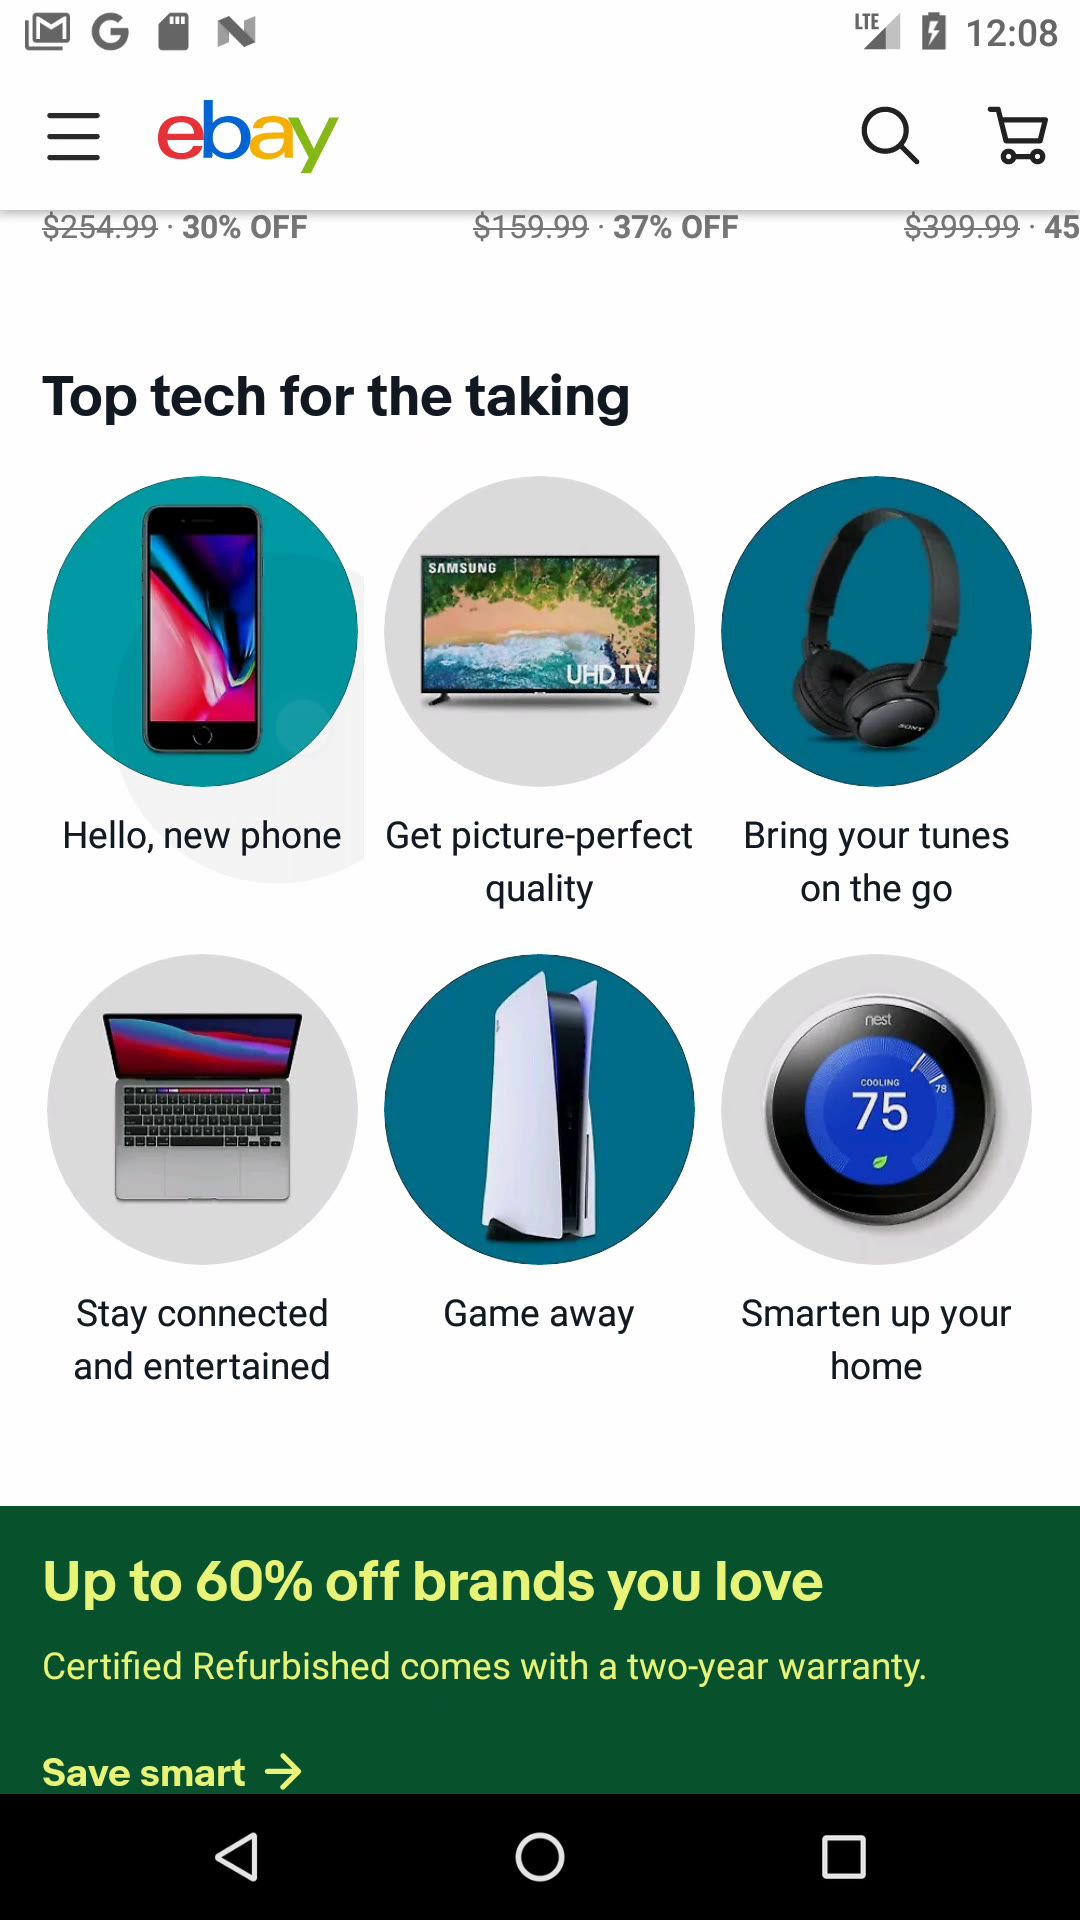 LTE 12:08
ebay
$254.99 · 30% OFF $159.99 · 37% OFF $399.99 · 45
Top tech for the taking
SAMSUNG
UHD TV
SONY
Hello, new phone
Get picture-perfect
quality
Bring your tunes
on the go
nest
COOLING
78
75
Stay connected
and entertained
Game away
Smarten up your
home
Up to 60% off brands you love
Certified Refurbished comes with a two-year warranty.
Save smart →